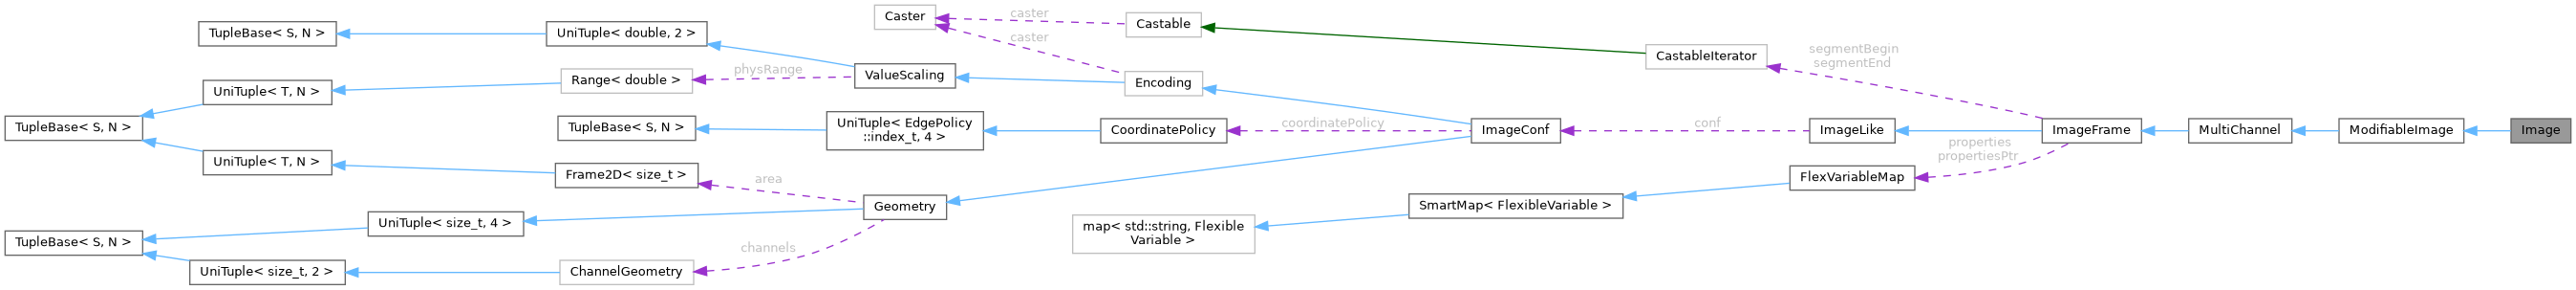 Caster
caster
Castable
TupleBase< S, N >
UniTuple< double, 2 >
caster
segmentBegin
segmentEnd
CastableIterator
physRange
ValueScaling
Range< double >
Encoding
UniTuple< T, N >
TupleBase< S, N >
TupleBase< S, N >
UniTuple< EdgePolicy
::index_t, 4 >
CoordinatePolicy
coordinatePolicy
ImageConf
conf
ImageLike
ImageFrame
MultiChannel
ModifiableImage
Image
properties
propertiesPtr
UniTuple< T, N >
Frame2D< size_t >
area
FlexVariableMap
Geometry
SmartMap< FlexibleVariable >
UniTuple< size_t, 4 >
map< std::string, Flexible
Variable >
TupleBase< S, N >
channels
UniTuple< size_t, 2 >
ChannelGeometry